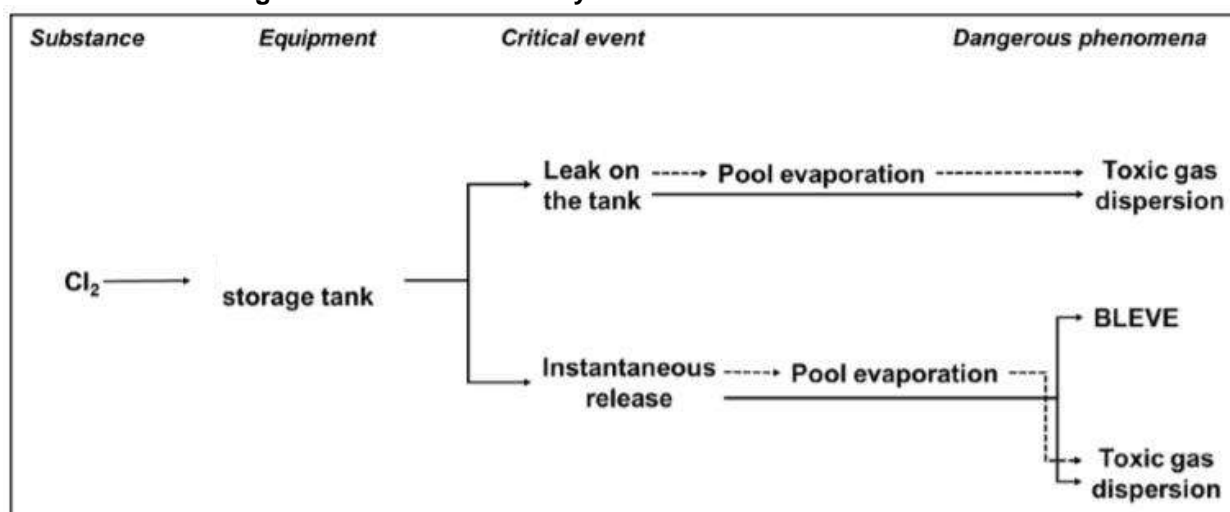 Substance Equipment Critical event Dangerous phenomena
Leak on
the tank
Pool evaporation
Toxic gas
dispersion
Cl₂
storage tank
BLEVE
Instantaneous
release
Pool evaporation
Toxic gas
dispersion